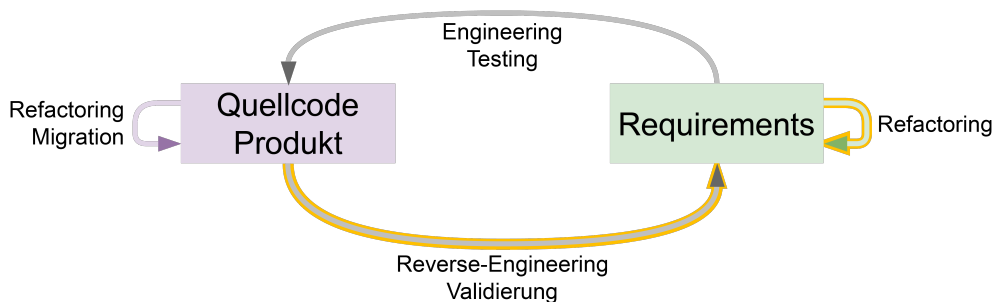 Engineering
Testing
Refactoring
Migration
Quellcode
Produkt
Requirements
Refactoring
Reverse-Engineering
Validierung